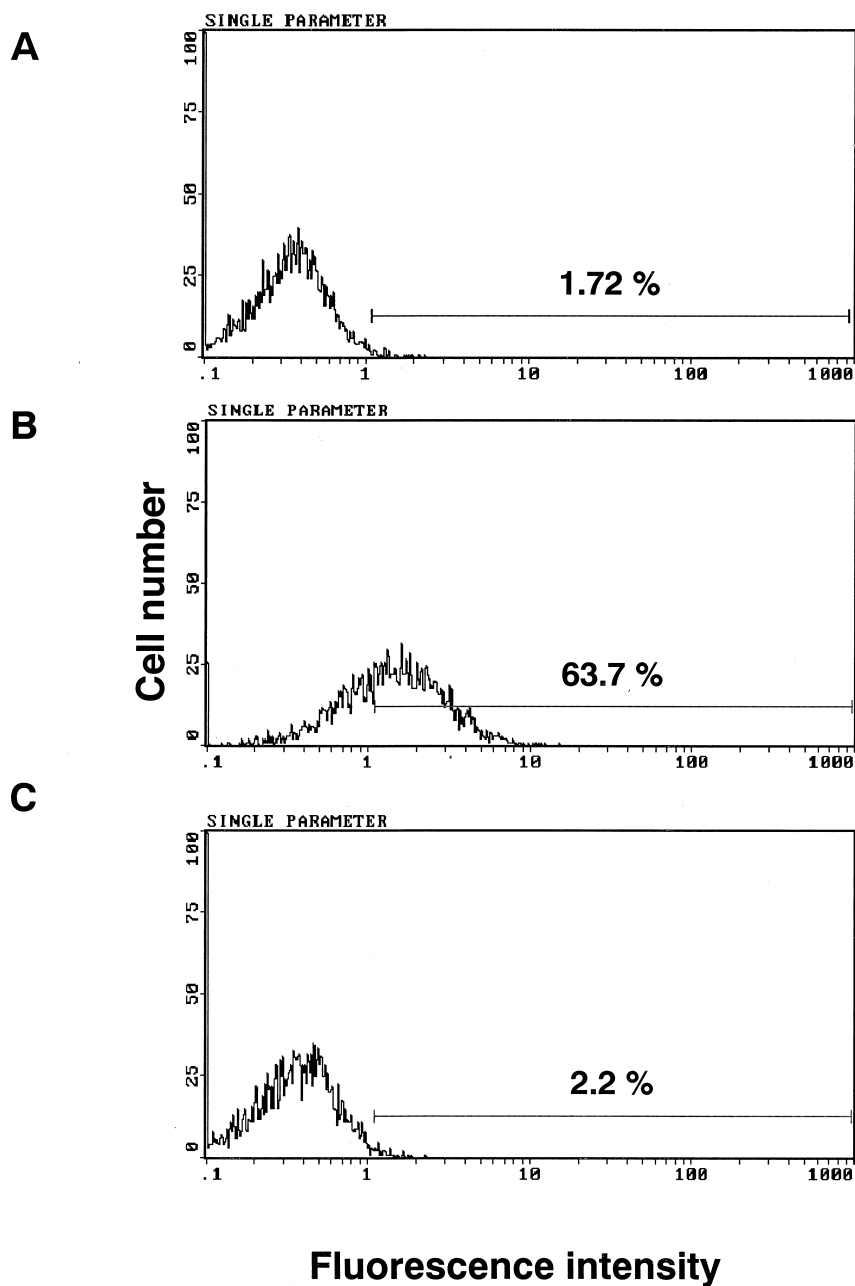 A
SINGLE PARAMETER
100
75
50
25
0
1.72 %
.1 1 10 100 1000
B
SINGLE PARAMETER
100
75
50
25
0
Cell number
63.7 %
.1 1 10 100 1000
C
SINGLE PARAMETER
100
75
50
25
0
2.2 %
.1 1 10 100 1000
Fluorescence intensity